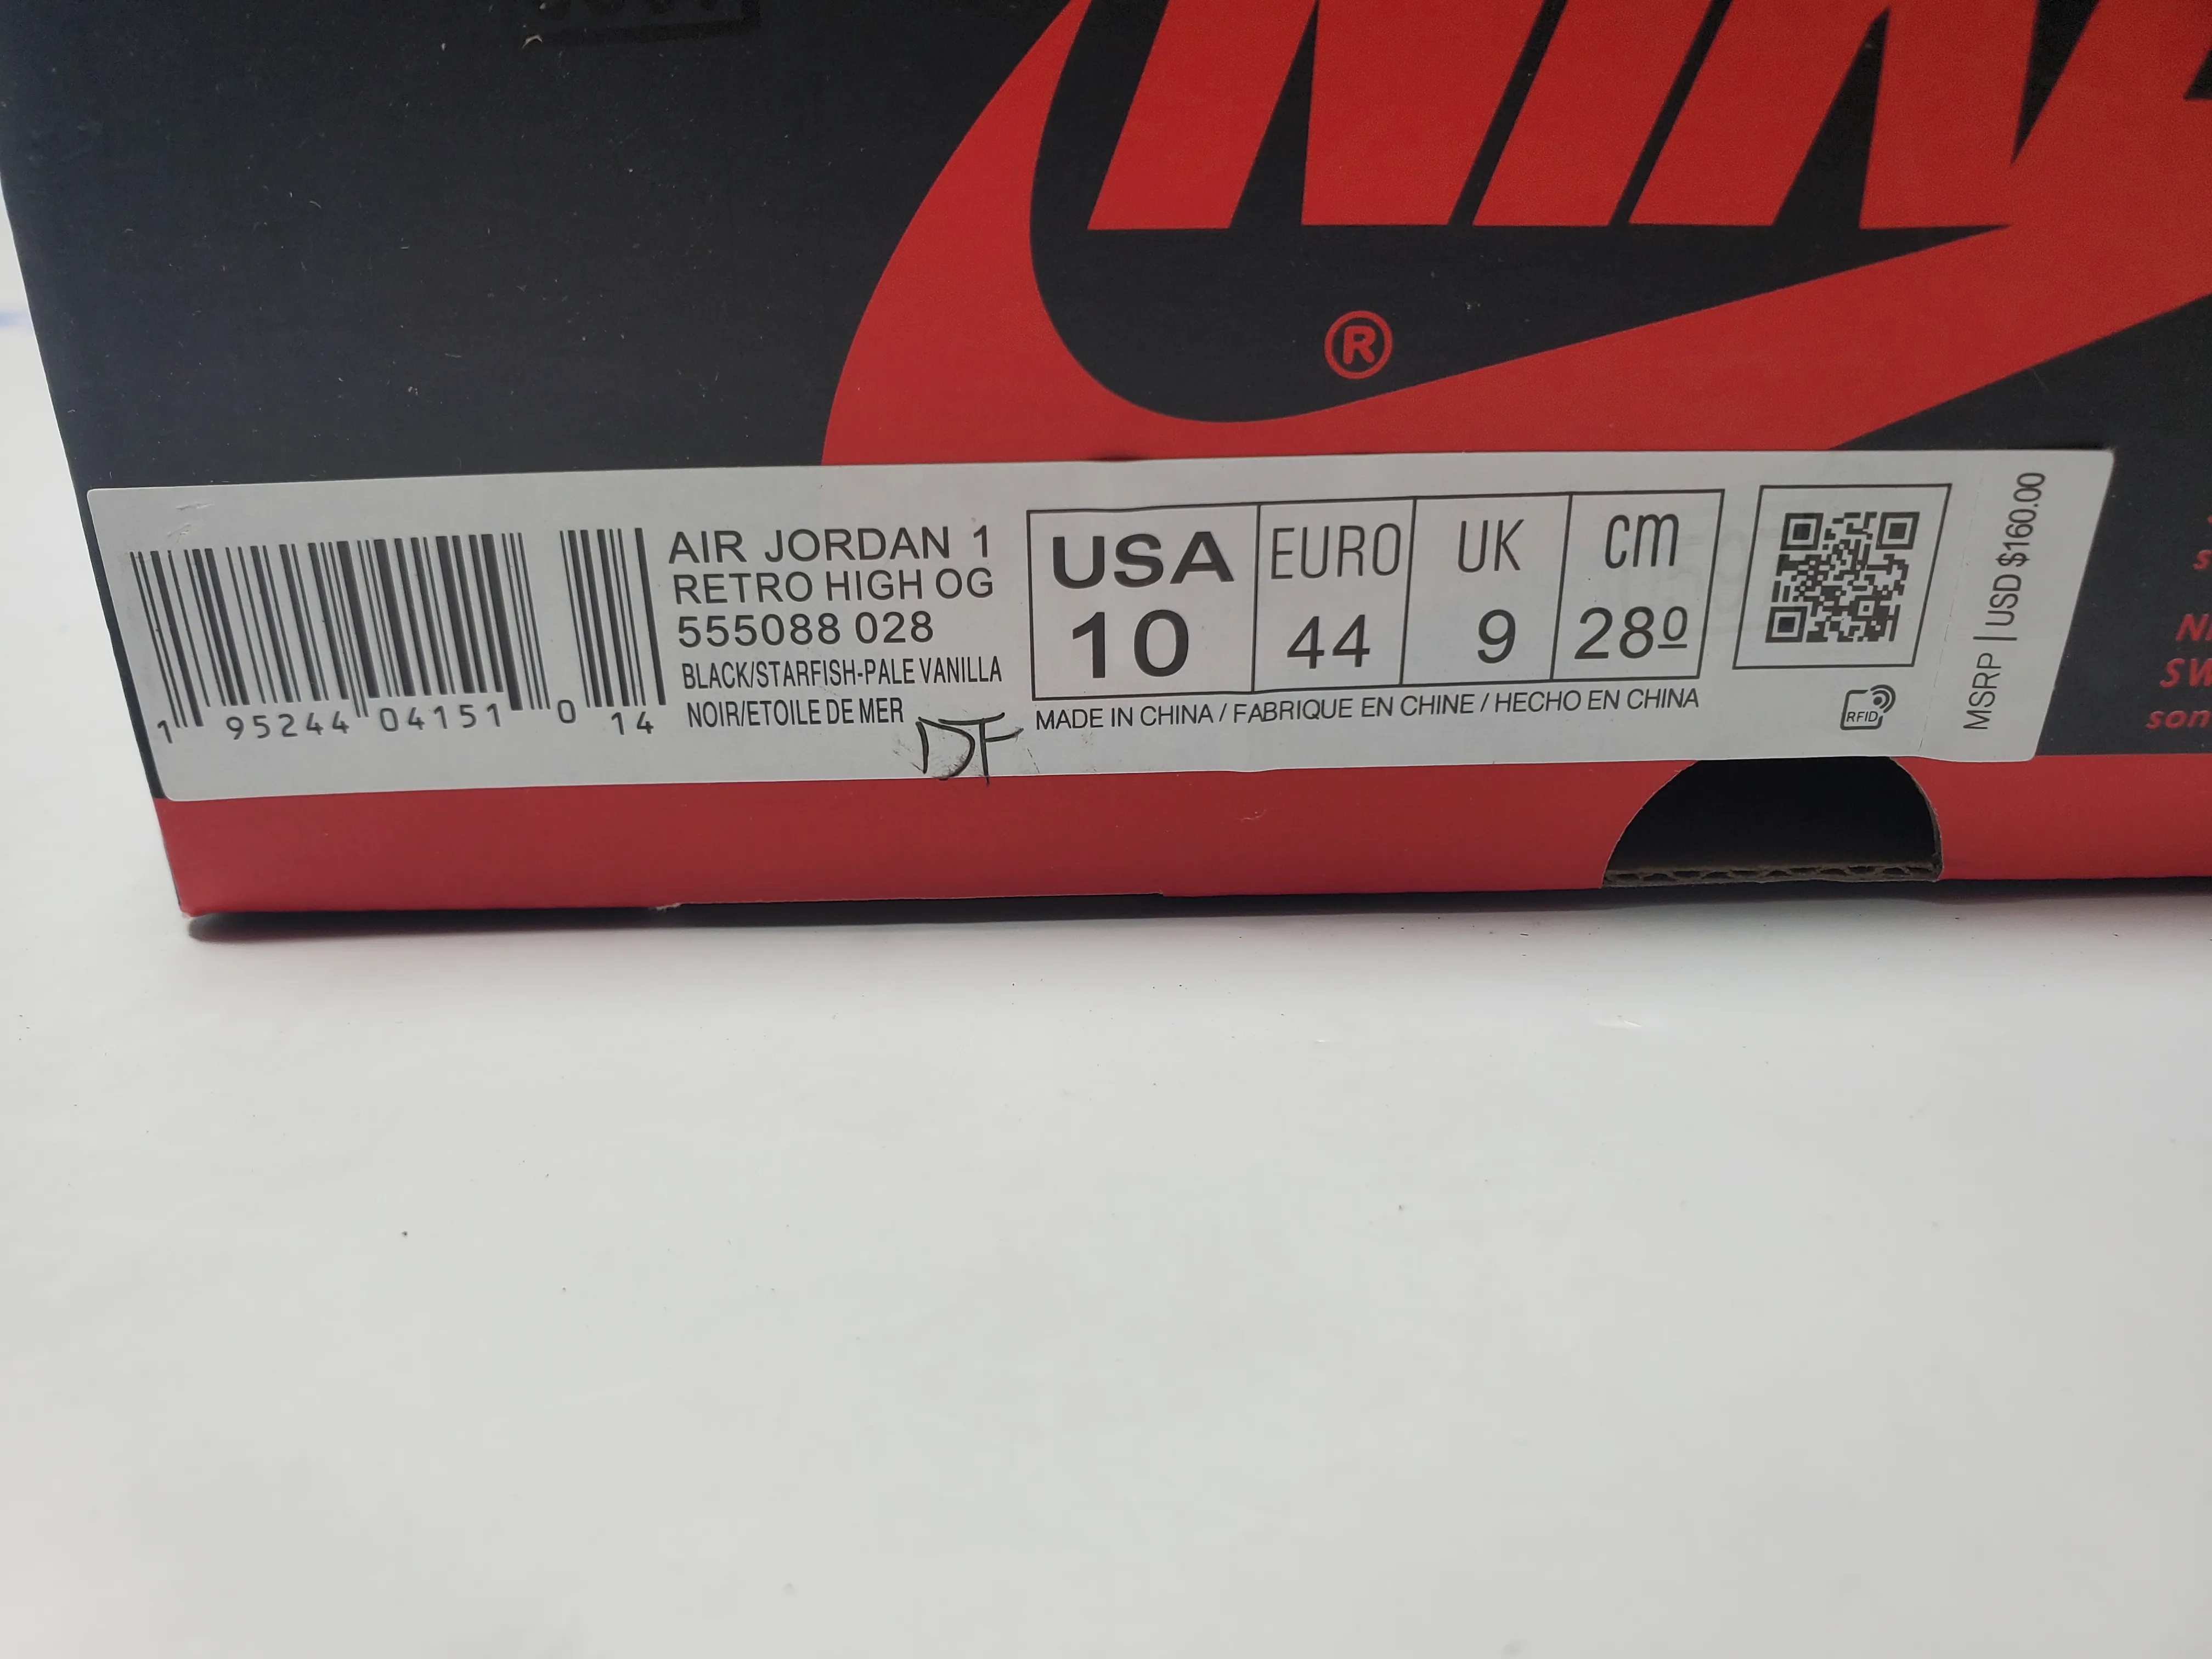 ®
AIR JORDAN 1
RETRO HIGH OG
555088 028
BLACK/STARFISH-PALE VANILLA
NOIR/ETOILE DE MER
DT
1 95244 04151 0 14
USA EURO UK cm
10 44 9 28º
MADE IN CHINA / FABRIQUE EN CHINE / HECHO EN CHINA
RFID
MSRP | USD $160.00